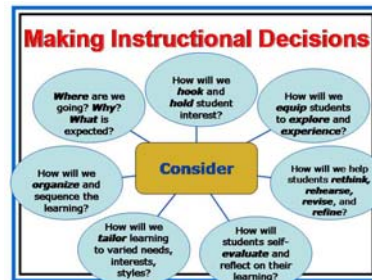 Making Instructional Decisions
Where are we
going? Why?
What is
expected?
How will we
hook and
hold student
interest?
How will we
equip students
to explore and
experience?
Consider
How will we
organize and
sequence the
learning?
How will we help
students rethink,
rehearse,
revise, and
refine?
How will we
tailor learning
to varied needs,
interests,
styles?
How will
students self-
evaluate and
reflect on their
learning?